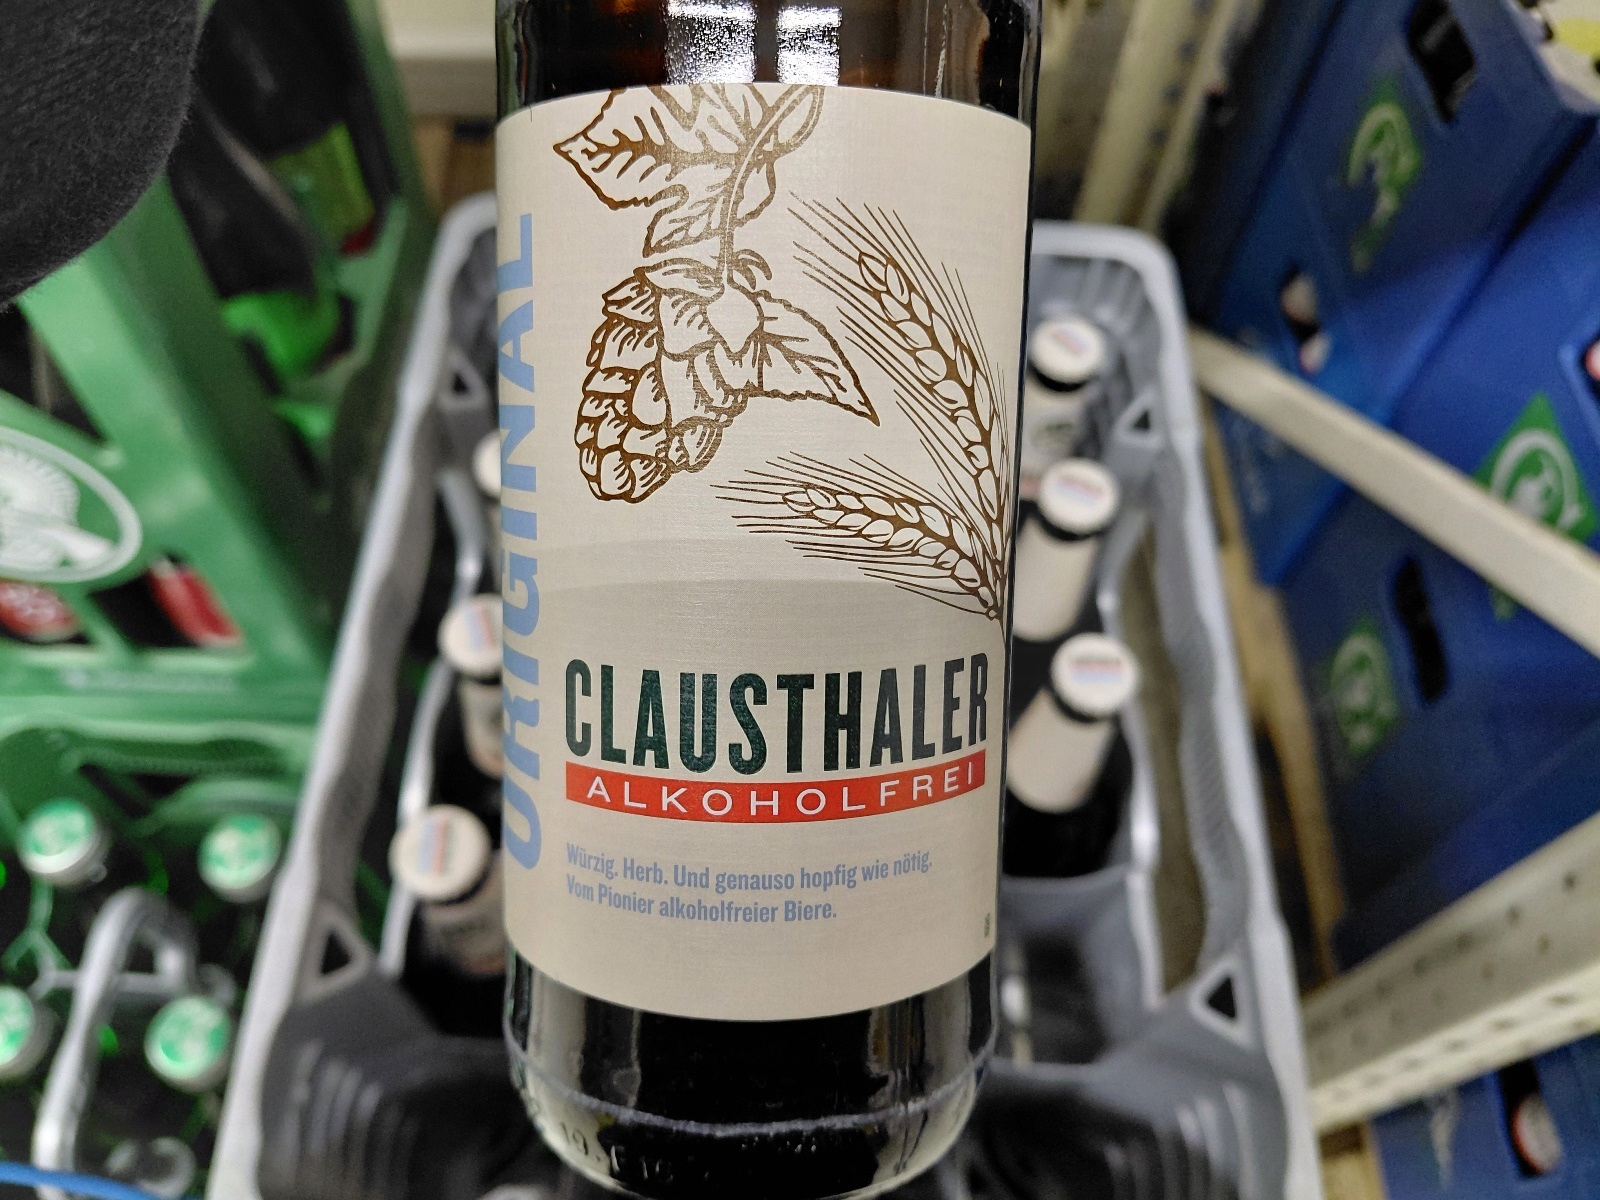 ORIGINAL
CLAUSTHALER
ALKOHOLFREI
Würzig. Herb. Und genauso hopfig wie nötig.
Vom Pionier alkoholfreier Biere.